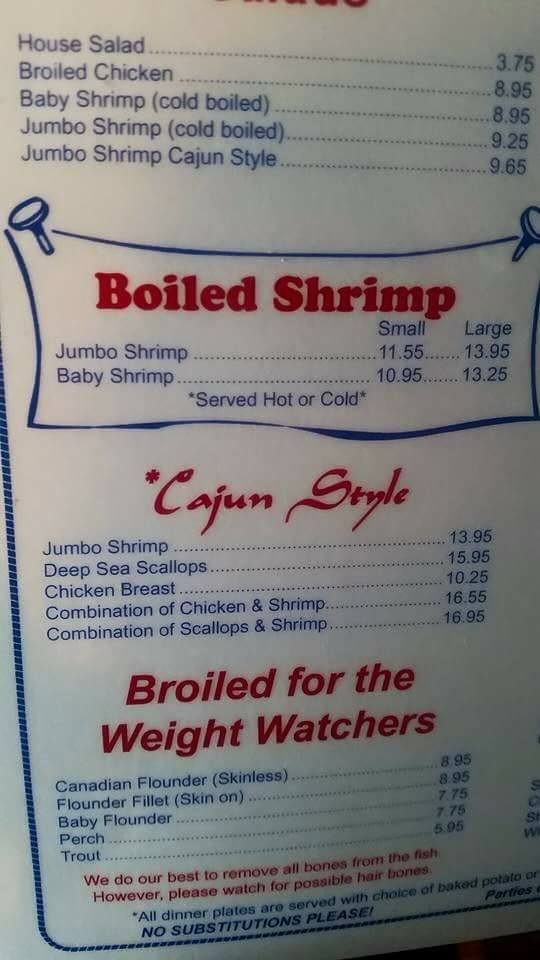 House Salad 3.75
Broiled Chicken 8.95
Baby Shrimp (cold boiled) 8.95
Jumbo Shrimp (cold boiled) 9.25
Jumbo Shrimp Cajun Style 9.65
Boiled Shrimp
Small Large
Jumbo Shrimp 11.55 13.95
Baby Shrimp 10.95 13.25
*Served Hot or Cold*
*Cajun Style
Jumbo Shrimp 13.95
Deep Sea Scallops 15.95
Chicken Breast 10.25
Combination of Chicken & Shrimp 16.55
Combination of Scallops & Shrimp 16.95
Broiled for the
Weight Watchers
Canadian Flounder (Skinless) 8.95
Flounder Fillet (Skin on) 8.95
Baby Flounder 7.75
Perch 7.75
Trout 5.95
We do our best to remove all bones from the fish
However, please watch for possible hair bones.
*All dinner plates are served with choice of baked potato or
NO SUBSTITUTIONS PLEASE!
Parties